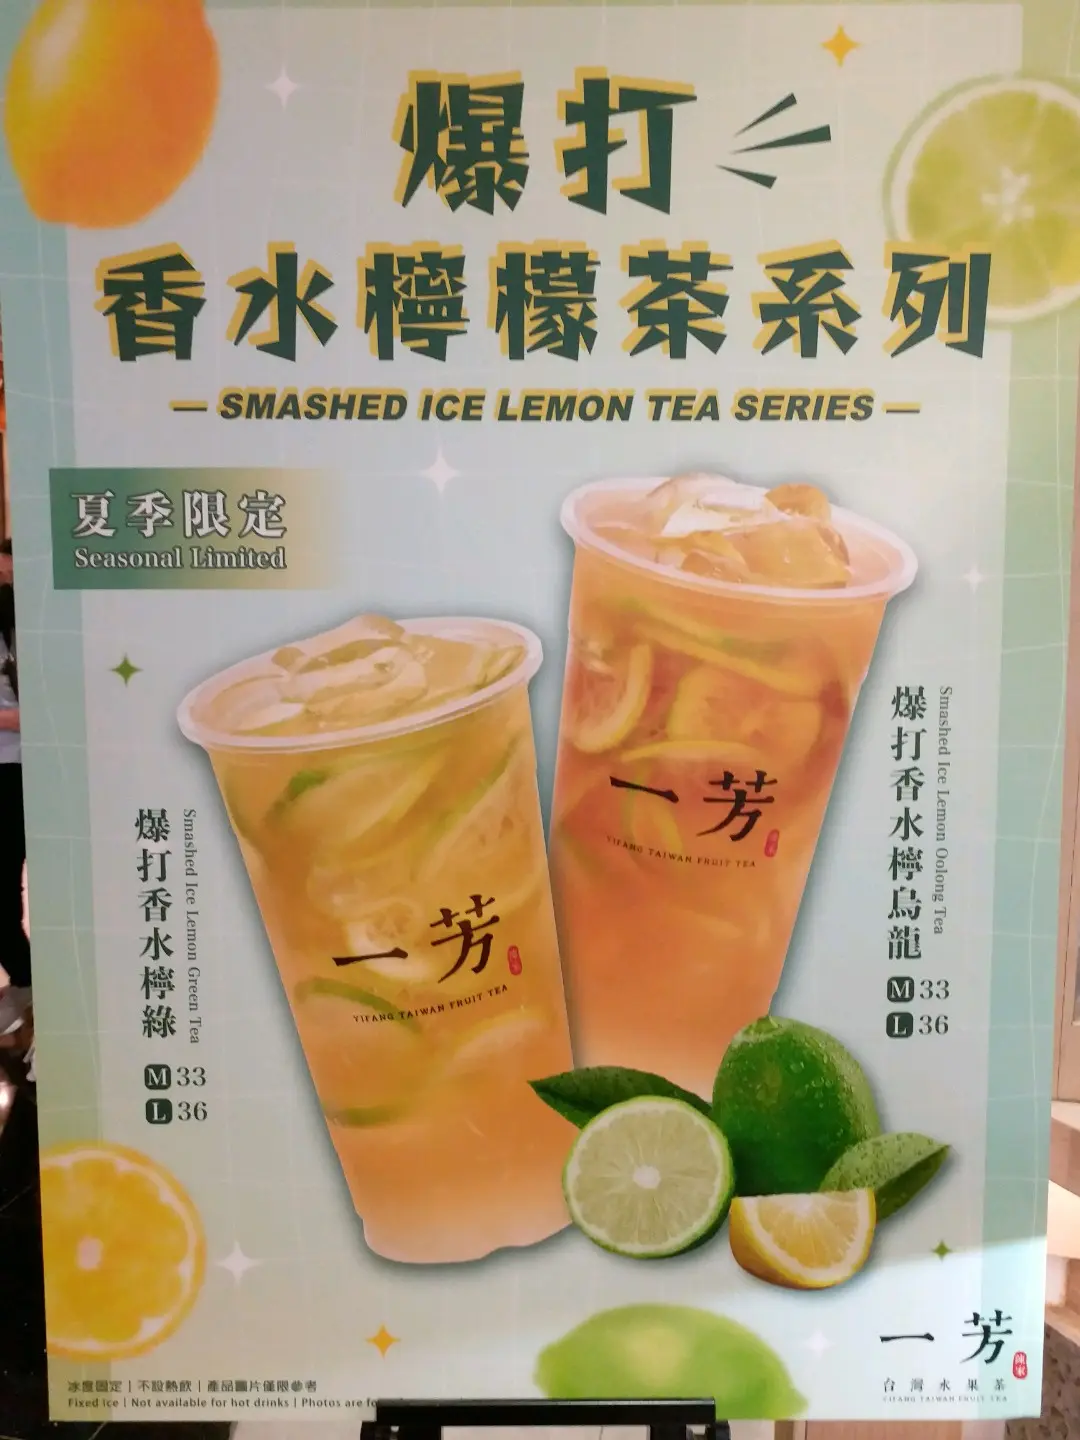 爆打
香水檸檬茶系列
— SMASHED ICE LEMON TEA SERIES —
夏季限定
Seasonal Limited
爆打香水檸烏龍
Smashed Ice Lemon Oolong Tea
M 33
L 36
爆打香水檸綠
Smashed Ice Lemon Green Tea
M 33
L 36
一芳
YIFANG TAIWAN FRUIT TEA
一芳
YIFANG TAIWAN FRUIT TEA
一芳
台灣水果茶
YIFANG TAIWAN FRUIT TEA
冰度固定 | 不設熱飲 | 產品圖片僅限參考
Fixed Ice | Not available for hot drinks | Photos are